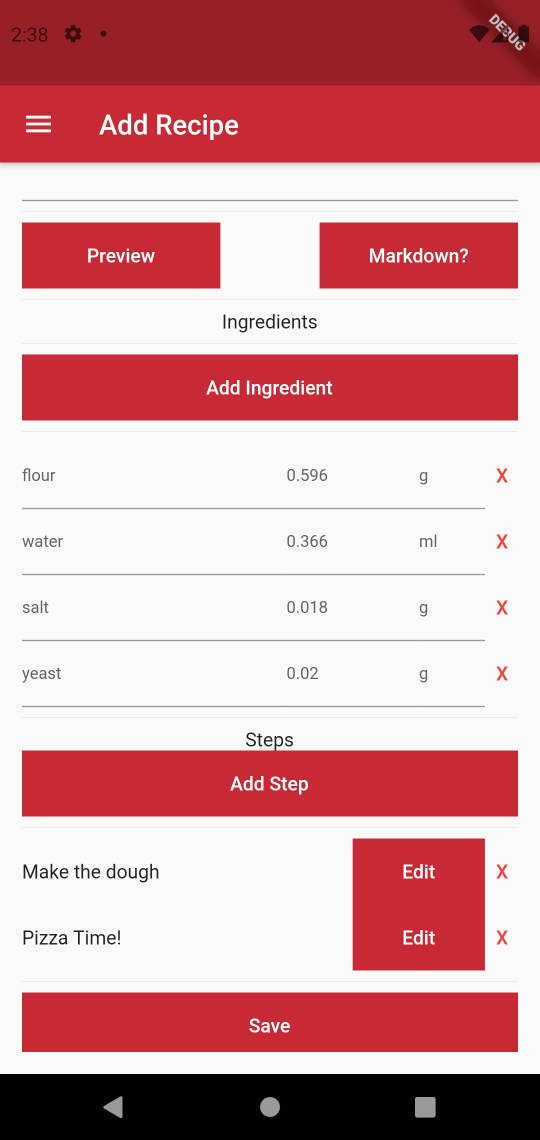 2:38
DEBUG
Add Recipe
Preview Markdown?
Ingredients
Add Ingredient
flour 0.596 g X
water 0.366 ml X
salt 0.018 g X
yeast 0.02 g X
Steps
Add Step
Make the dough Edit X
Pizza Time! Edit X
Save